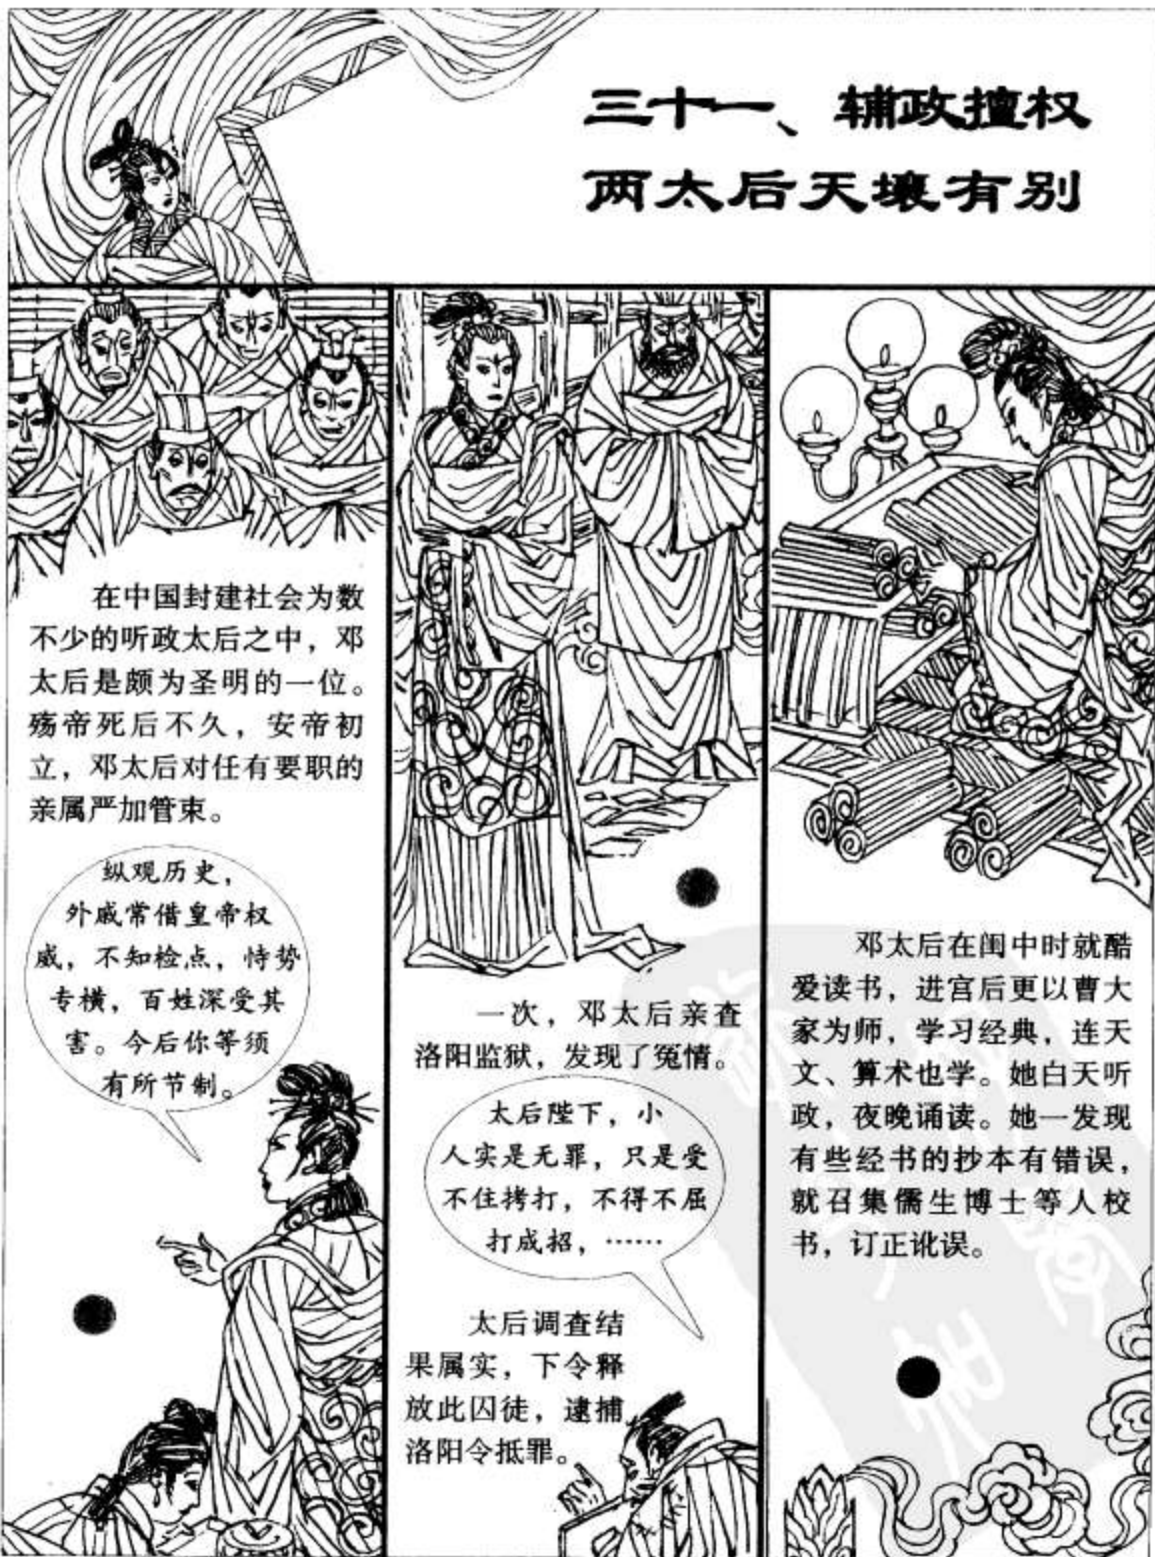 三十一、辅政擅权
两太后天壤有别
在中国封建社会为数
不少的听政太后之中，邓
太后是颇为圣明的一位。
殇帝死后不久，安帝初
立，邓太后对任有要职的
亲属严加管束。
纵观历史，
外戚常借皇帝权
威，不知检点，恃势
专横，百姓深受其
害。今后你等须
有所节制。
一次，邓太后亲查
洛阳监狱，发现了冤情。
太后陛下，小
人实是无罪，只是受
不住拷打，不得不屈
打成招，……
太后调查结
果属实，下令释
放此囚徒，逮捕
洛阳令抵罪。
邓太后在闺中时就酷
爱读书，进宫后更以曹大
家为师，学习经典，连天
文、算术也学。她白天听
政，夜晚诵读。她一发现
有些经书的抄本有错误，
就召集儒生博士等人校
书，订正讹误。